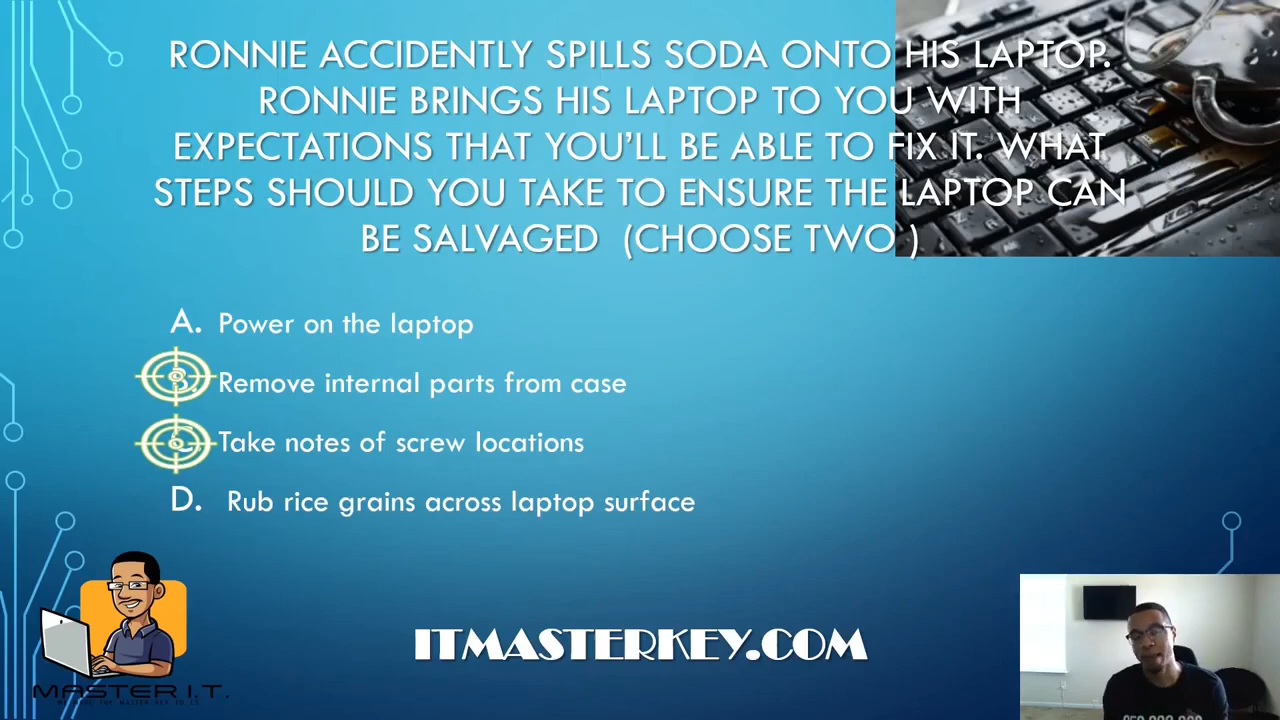 RONNIE ACCIDENTLY SPILLS SODA ONTO HIS LAPTOP.
RONNIE BRINGS HIS LAPTOP TO YOU WITH
EXPECTATIONS THAT YOU'LL BE ABLE TO FIX IT. WHAT
STEPS SHOULD YOU TAKE TO ENSURE THE LAPTOP CAN
BE SALVAGED (CHOOSE TWO )
A. Power on the laptop
B. Remove internal parts from case
C. Take notes of screw locations
D. Rub rice grains across laptop surface
ITMASTERKEY.COM
MASTER I.T.